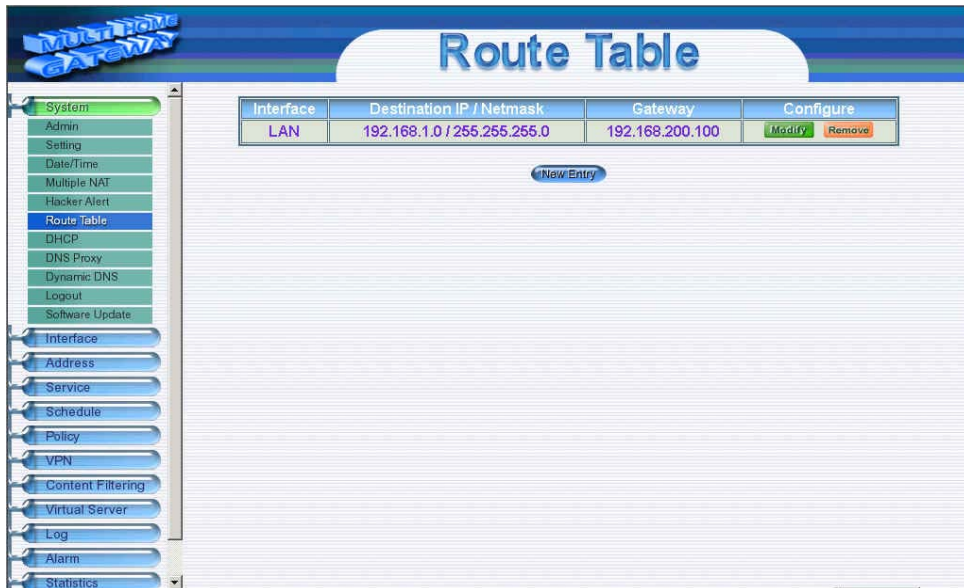 MULTI HOME
GATEWAY
Route Table
System
Admin
Setting
Date/Time
Multiple NAT
Hacker Alert
Route Table
DHCP
DNS Proxy
Dynamic DNS
Logout
Software Update
Interface
Address
Service
Schedule
Policy
VPN
Content Filtering
Virtual Server
Log
Alarm
Statistics
Interface Destination IP / Netmask Gateway Configure
LAN 192.168.1.0 / 255.255.255.0 192.168.200.100 Modify Remove
New Entry